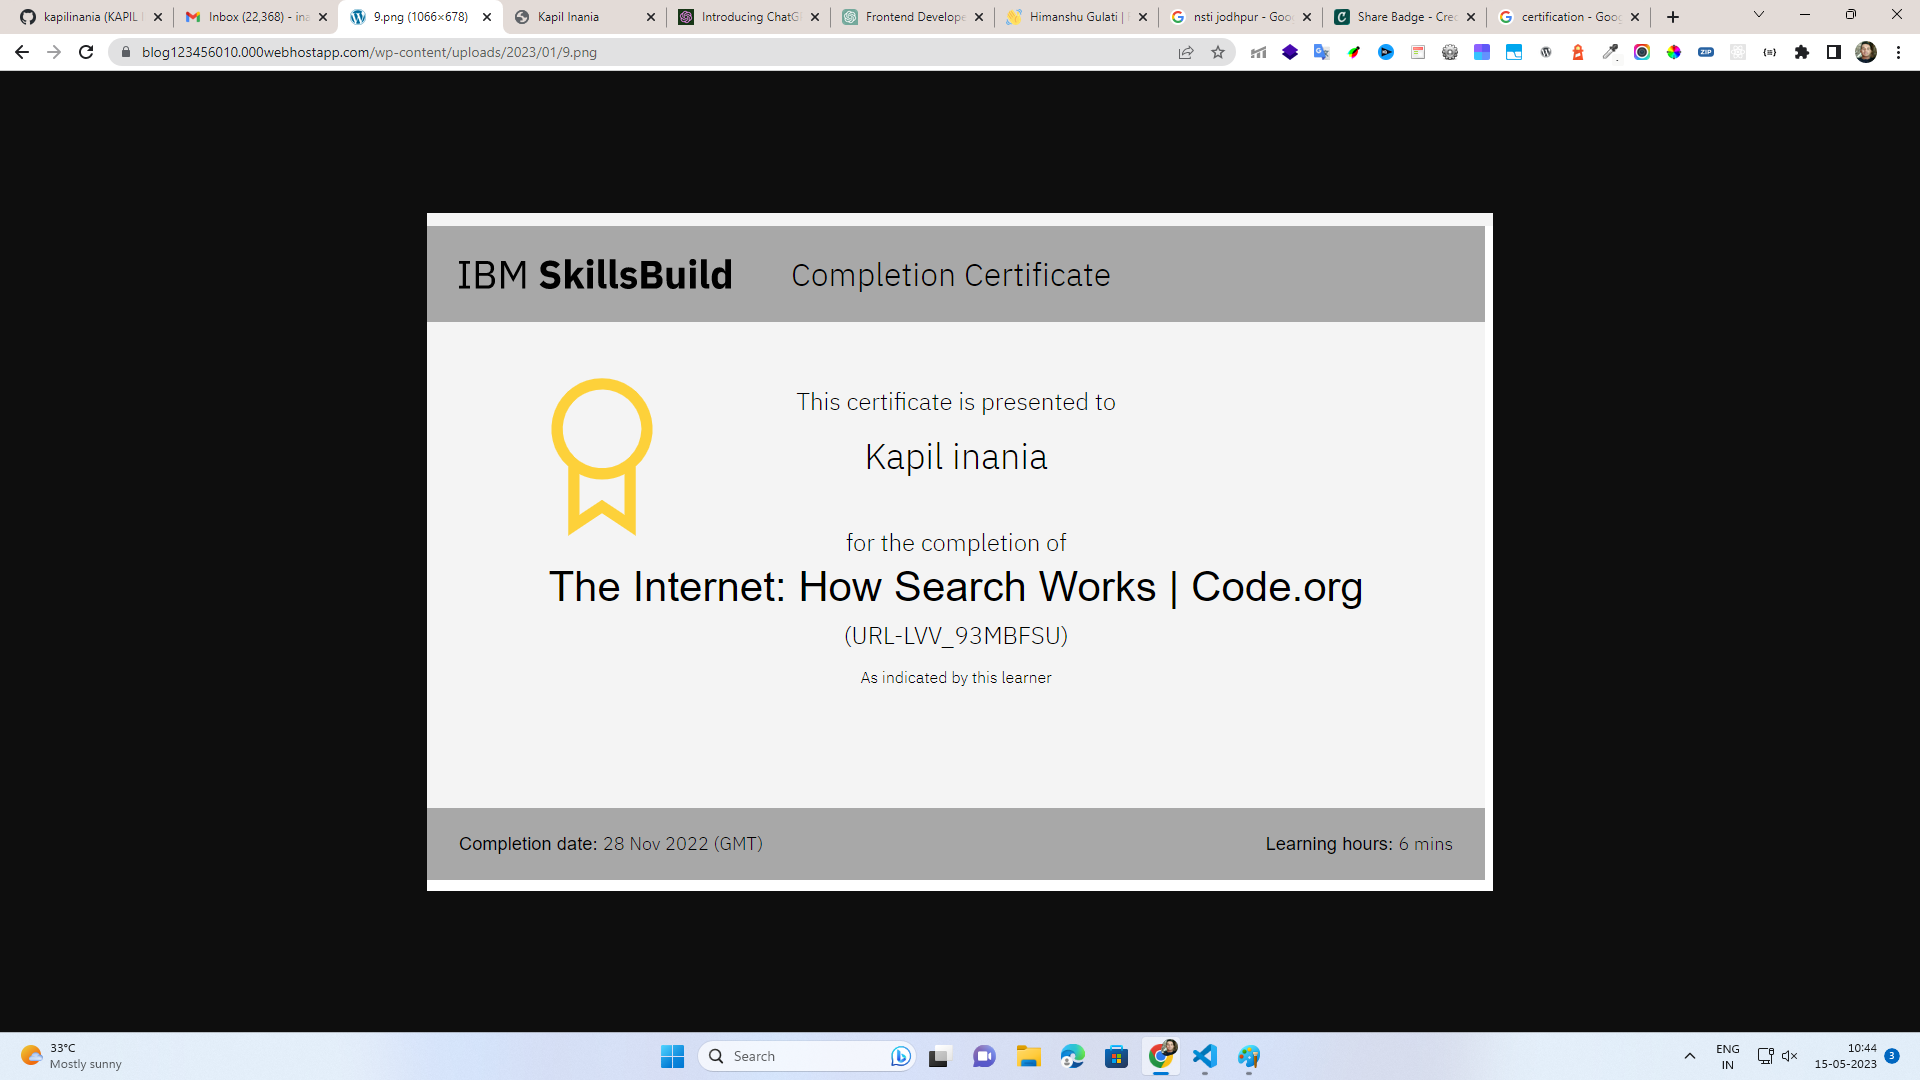 kapilinania (KAPIL
Inbox (22,368) - ina
9.png (1066×678)
Kapil Inania
Introducing ChatG
Frontend Develope
Himanshu Gulati |
nsti jodhpur - Goo
Share Badge - Cred
certification - Goo
blog123456010.000webhostapp.com/wp-content/uploads/2023/01/9.png
IBM SkillsBuild
Completion Certificate
This certificate is presented to
Kapil inania
for the completion of
The Internet: How Search Works | Code.org
(URL-LVV_93MBFSU)
As indicated by this learner
Completion date: 28 Nov 2022 (GMT)
Learning hours: 6 mins
33°C
Mostly sunny
Search
ENG
IN
10:44
15-05-2023
3